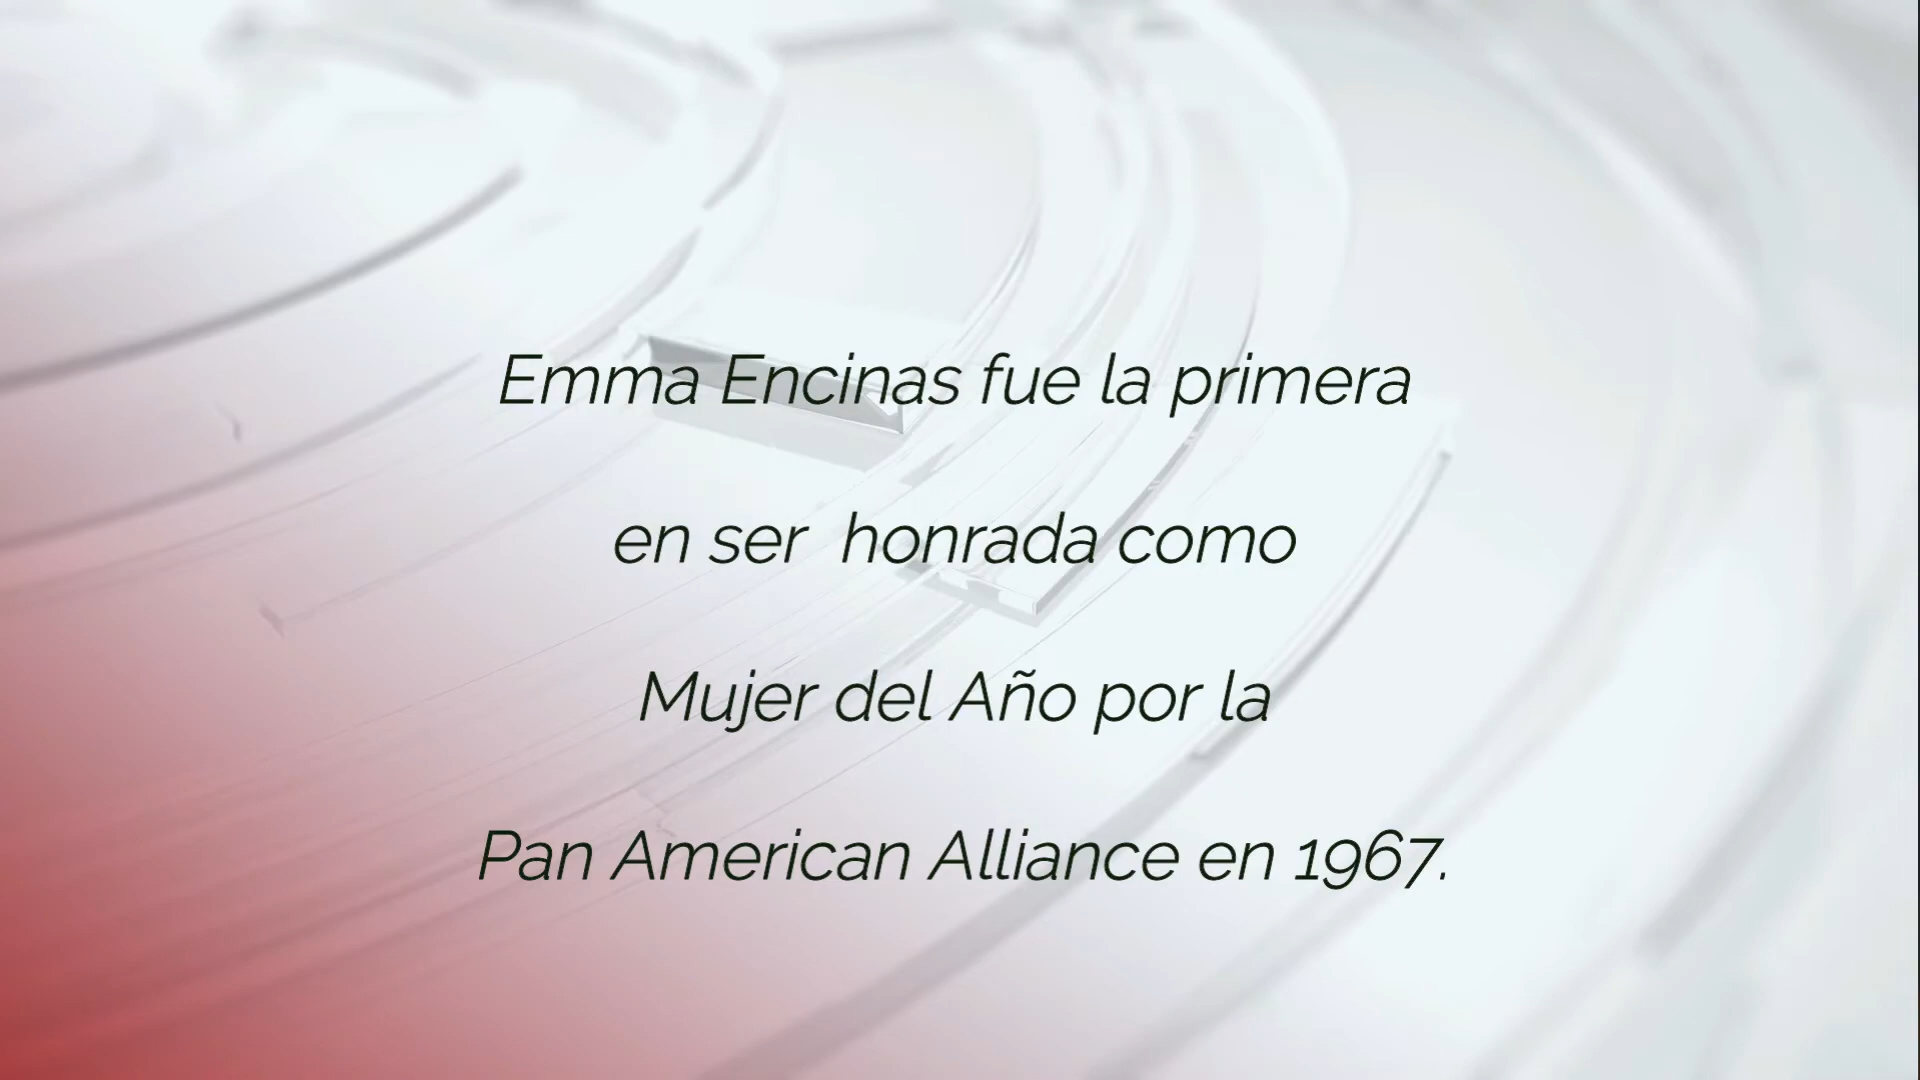 Emma Encinas fue la primera
en ser  honrada como
Mujer del Año por la
Pan American Alliance en 1967.